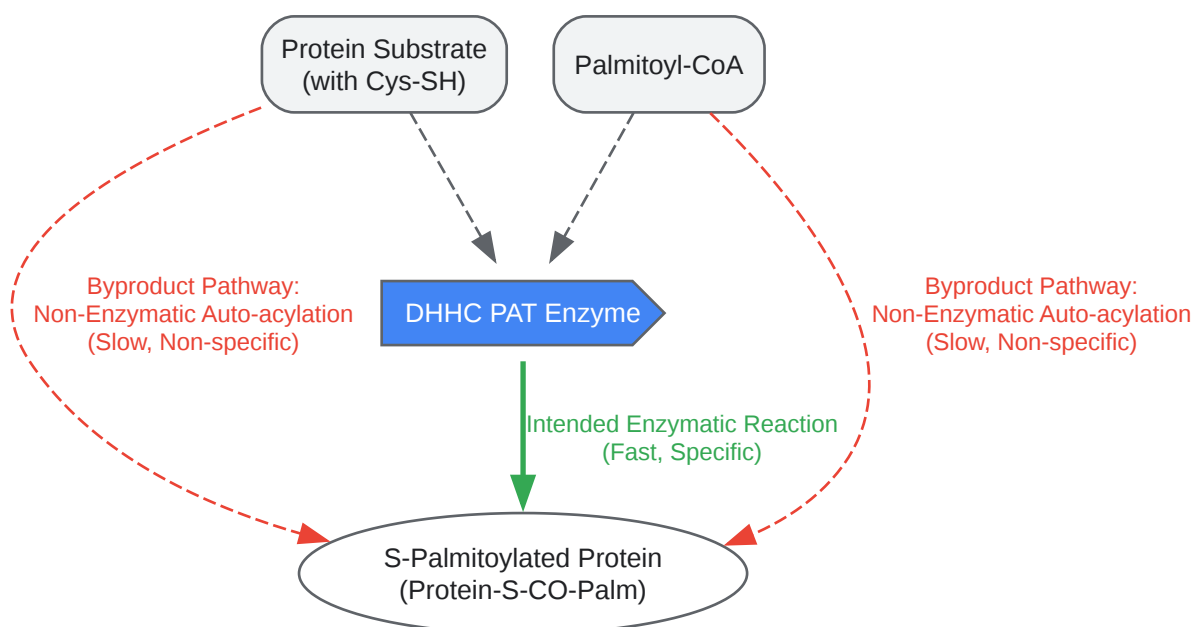 Protein Substrate
(with Cys-SH)
Palmitoyl-CoA
Byproduct Pathway:
Non-Enzymatic Auto-acylation
(Slow, Non-specific)
DHHC PAT Enzyme
Byproduct Pathway:
Non-Enzymatic Auto-acylation
(Slow, Non-specific)
Intended Enzymatic Reaction
(Fast, Specific)
S-Palmitoylated Protein
(Protein-S-CO-Palm)